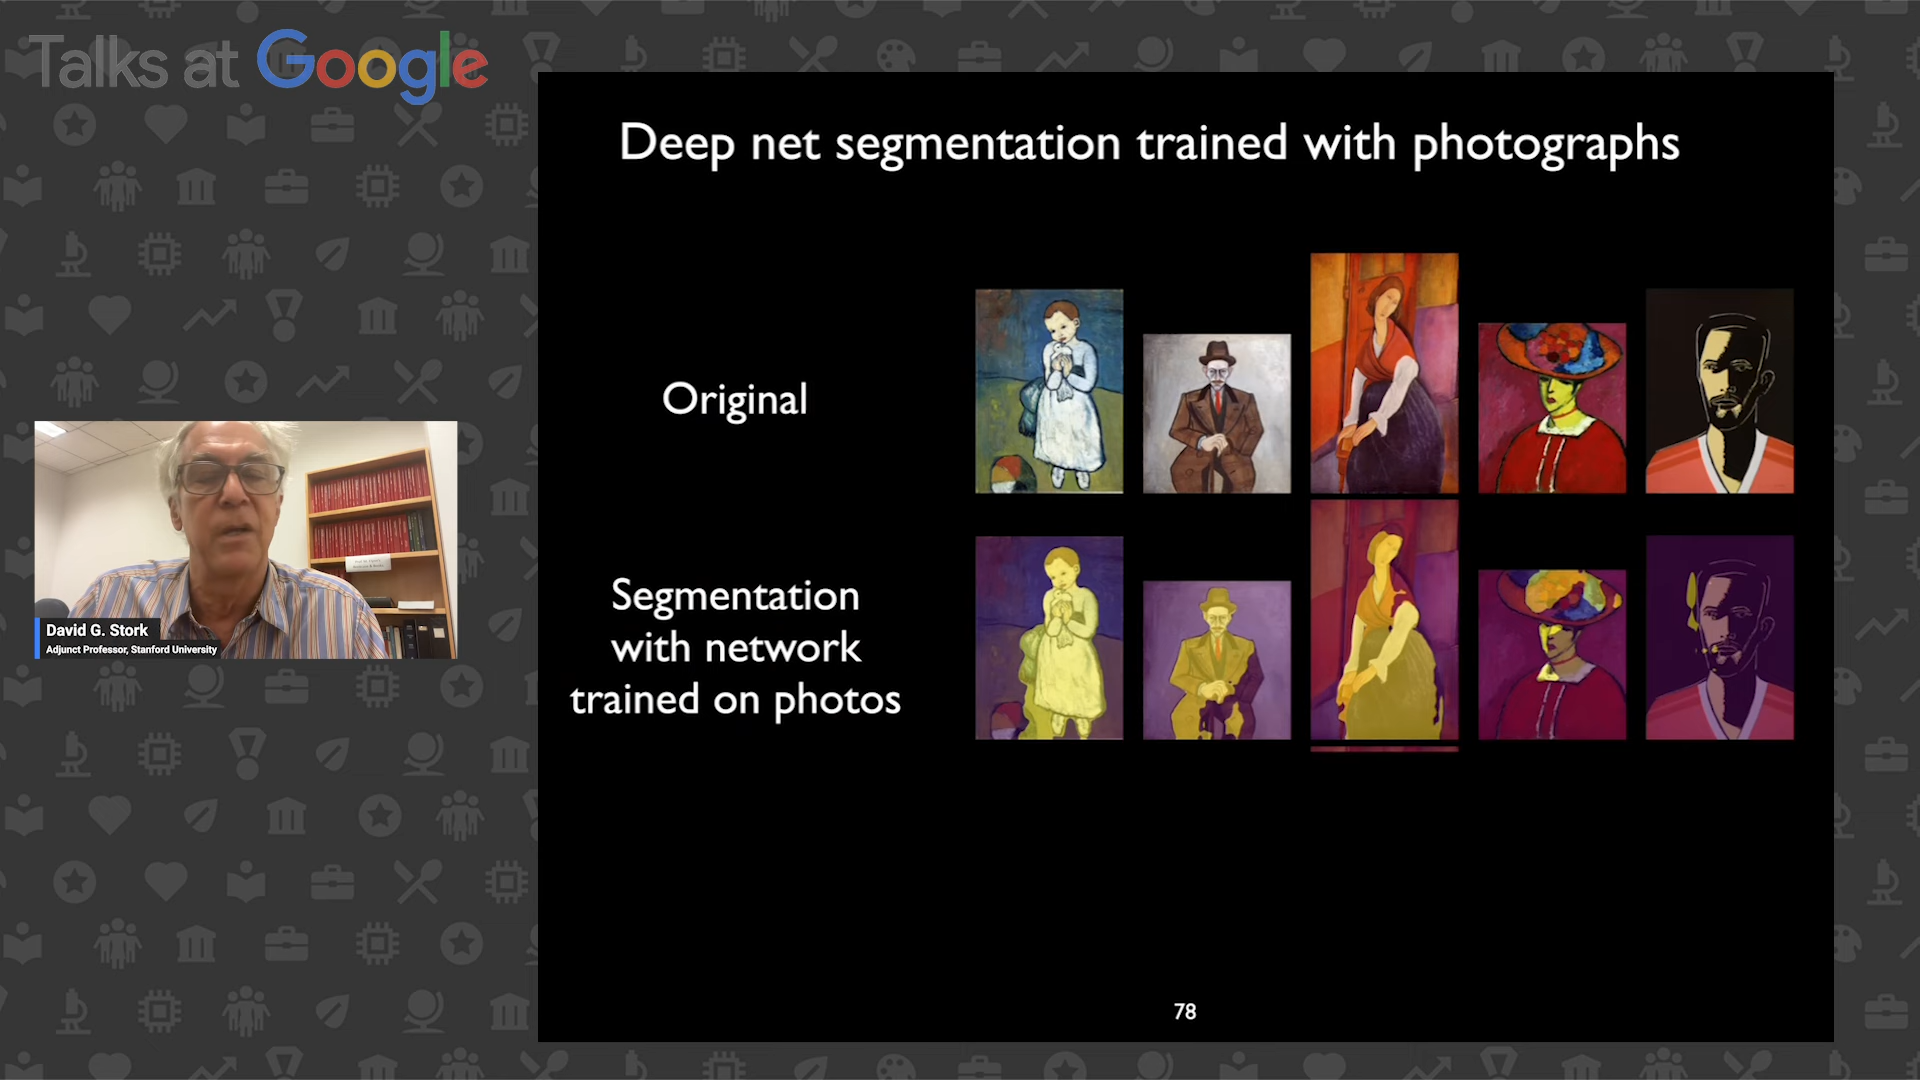 Talks at Google
Deep net segmentation trained with photographs
Original
Segmentation
with network
trained on photos
David G. Stork
Adjunct Professor, Stanford University
78